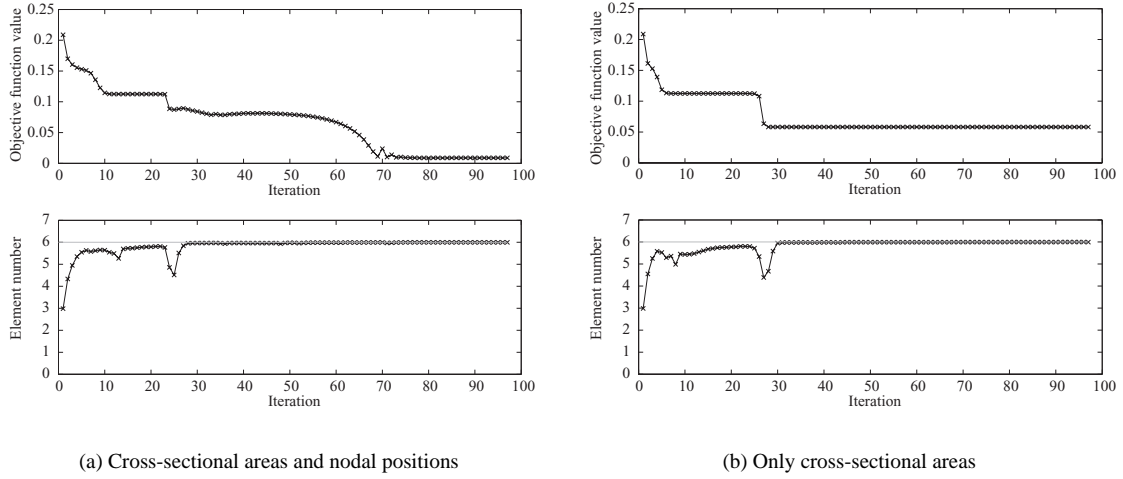 Objective function value
0.25
0.2
0.15
0.1
0.05
0
0 10 20 30 40 50 60 70 80 90 100
Iteration
Element number
7
6
5
4
3
2
1
0
0 10 20 30 40 50 60 70 80 90 100
Iteration
(a) Cross-sectional areas and nodal positions
Objective function value
0.25
0.2
0.15
0.1
0.05
0
0 10 20 30 40 50 60 70 80 90 100
Iteration
Element number
7
6
5
4
3
2
1
0
0 10 20 30 40 50 60 70 80 90 100
Iteration
(b) Only cross-sectional areas